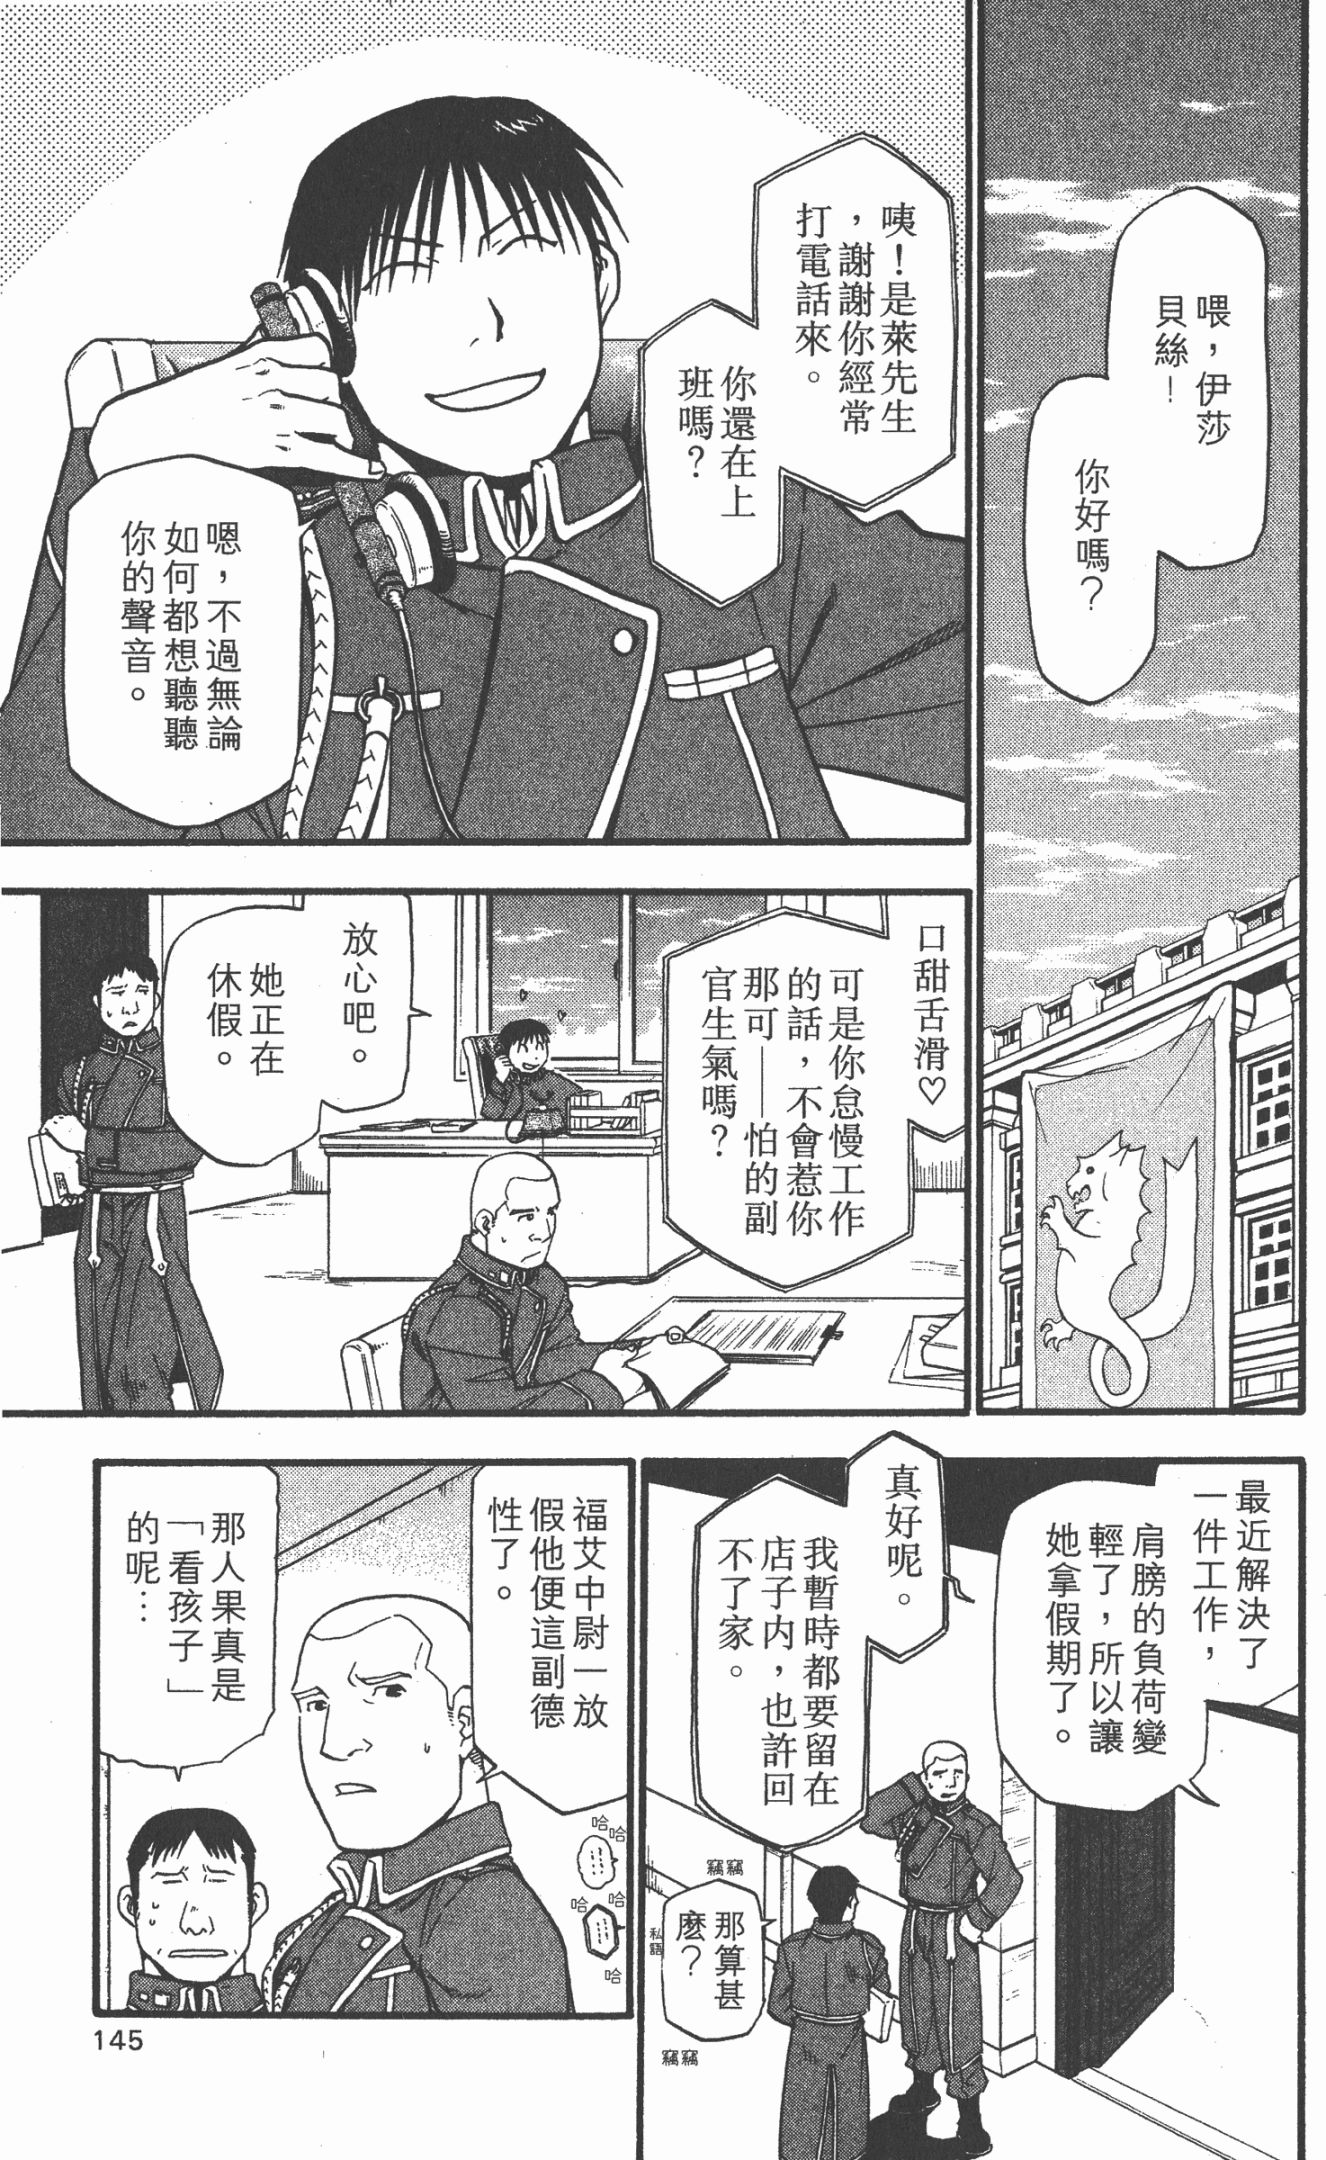 喂，伊莎
貝絲！
你好嗎？
咦！是萊先生
，謝謝你經常
打電話來。
你還在上
班嗎？
嗯，不過無論
如何都想聽聽
你的聲音。
口甜舌滑♡
可是你怠慢工作
的話，不會惹你
那可──怕的副
官生氣嗎？
放心吧。
她正在
休假。
最近解決了
一件工作，
肩膀的負荷變
輕了，所以讓
她拿假期了。
真好呢。
我暫時都要留在
店子內，也許回
不了家。
竊竊
那算甚
麼？
私語
竊竊
福艾中尉一放
假他便這副德
性了。
哈哈
……
哈哈
……
哈
那人果真是
「看孩子」
的呢…
145